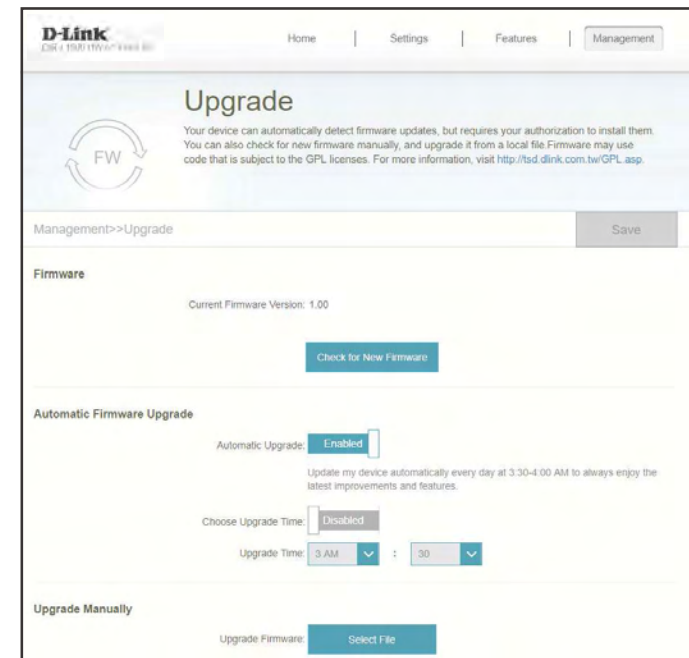 D-Link
Home | Settings | Features | Management
Upgrade
Your device can automatically detect firmware updates, but requires your authorization to install them.
You can also check for new firmware manually, and upgrade it from a local file.Firmware may use
code that is subject to the GPL licenses. For more information, visit http://tsd.dlink.com.tw/GPL.asp.
FW
Management>>Upgrade
Save
Firmware
Current Firmware Version: 1.00
Check for New Firmware
Automatic Firmware Upgrade
Automatic Upgrade: Enabled
Update my device automatically every day at 3:30-4:00 AM to always enjoy the
latest improvements and features.
Choose Upgrade Time: Disabled
Upgrade Time: 3 AM : 30
Upgrade Manually
Upgrade Firmware: Select File